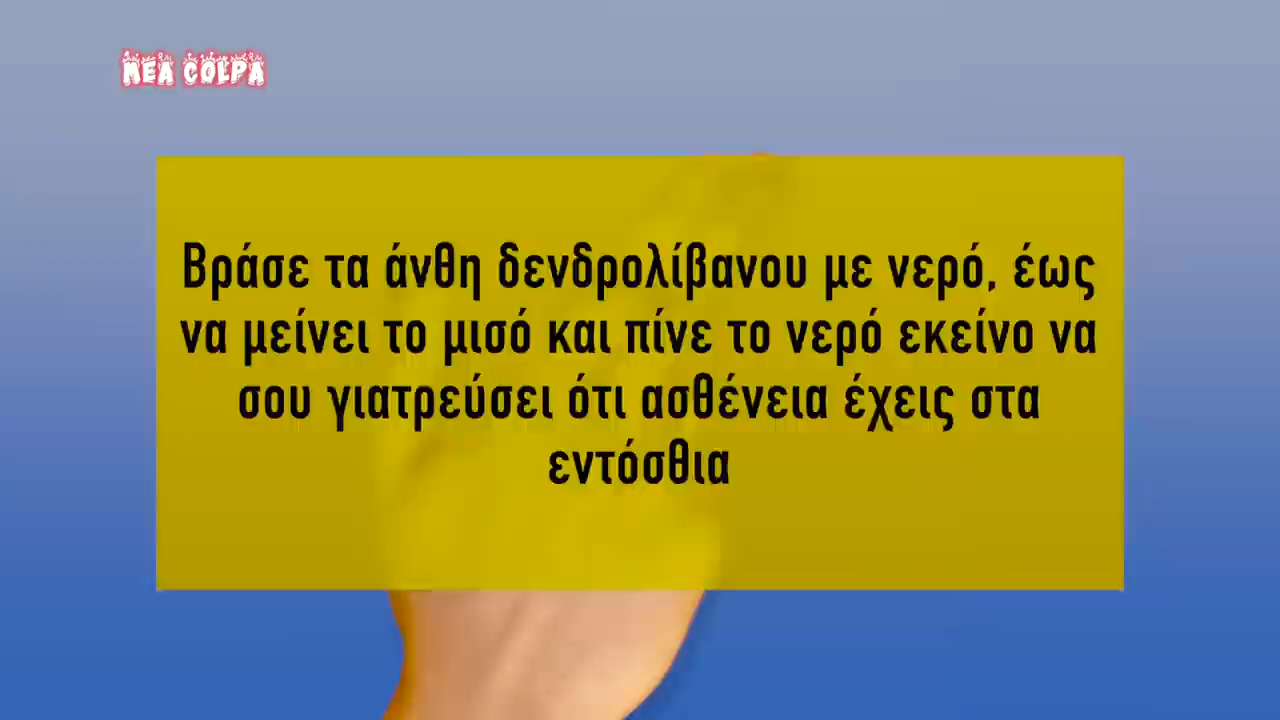 MEA COLPA
Βράσε τα άνθη δενδρολίβανου με νερό, έως
να μείνει το μισό και πίνε το νερό εκείνο να
σου γιατρεύσει ότι ασθένεια έχεις στα
εντόσθια